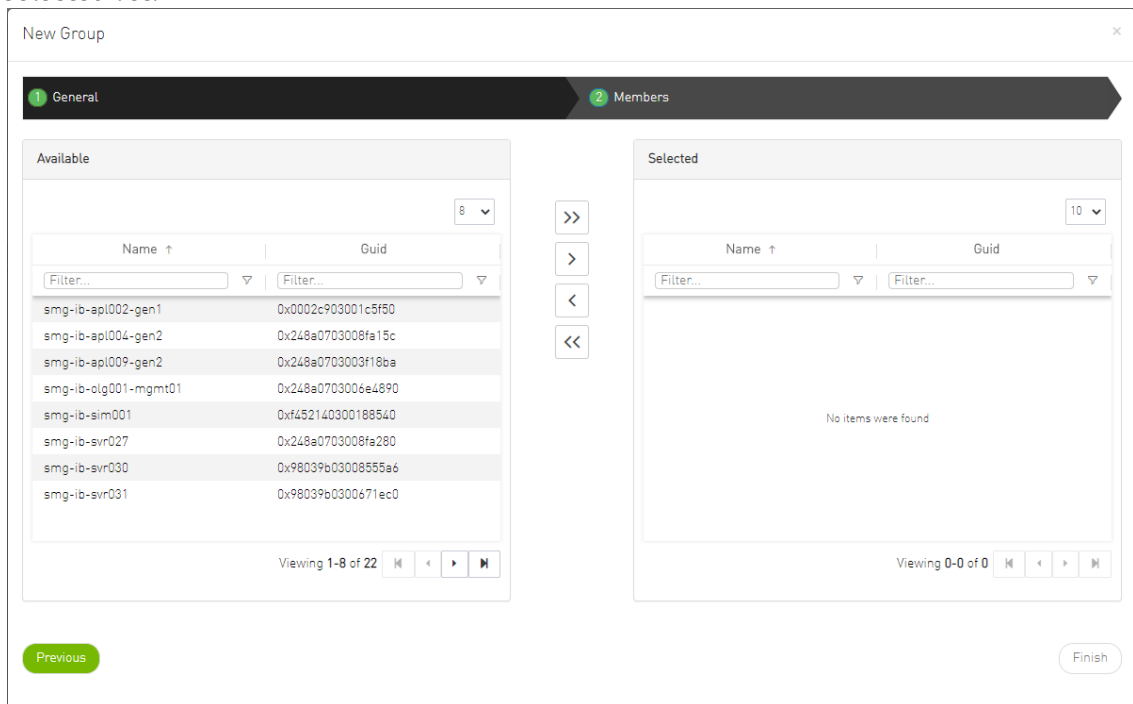 New Group ×
1 General
2 Members
Available
8
Name ↑ Guid
Filter... Filter...
smg-ib-apl002-gen1 0x0002c903001c5f50
smg-ib-apl004-gen2 0x248a0703008fa15c
smg-ib-apl009-gen2 0x248a0703003f18ba
smg-ib-olg001-mgmt01 0x248a0703006e4890
smg-ib-sim001 0xf452140300188540
smg-ib-svr027 0x248a0703008fa280
smg-ib-svr030 0x98039b03008555a6
smg-ib-svr031 0x98039b0300671ec0
Viewing 1-8 of 22
>>
>
<
<<
Selected
10
Name ↑ Guid
Filter... Filter...
No items were found
Viewing 0-0 of 0
Previous
Finish